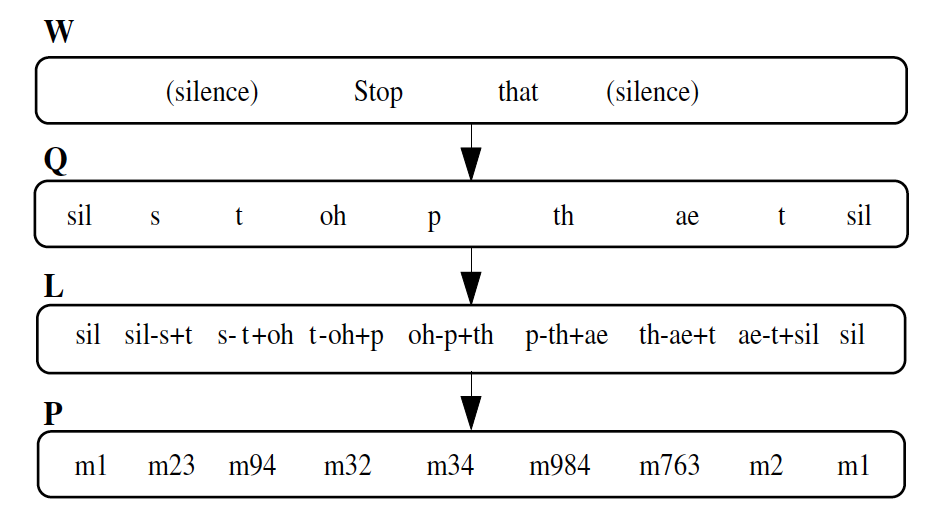 W
(silence) Stop that (silence)
Q
sil s t oh p th ae t sil
L
sil sil-s+t s-t+oh t-oh+p oh-p+th p-th+ae th-ae+t ae-t+sil sil
P
m1 m23 m94 m32 m34 m984 m763 m2 m1